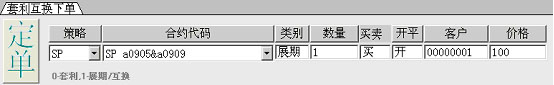 套利互换下单
定单
策略 合约代码 类别 数量 买卖 开平 客户 价格
SP SP a0905&a0909 展期 1 买 开 00000001 100
0-套利,1-展期/互换